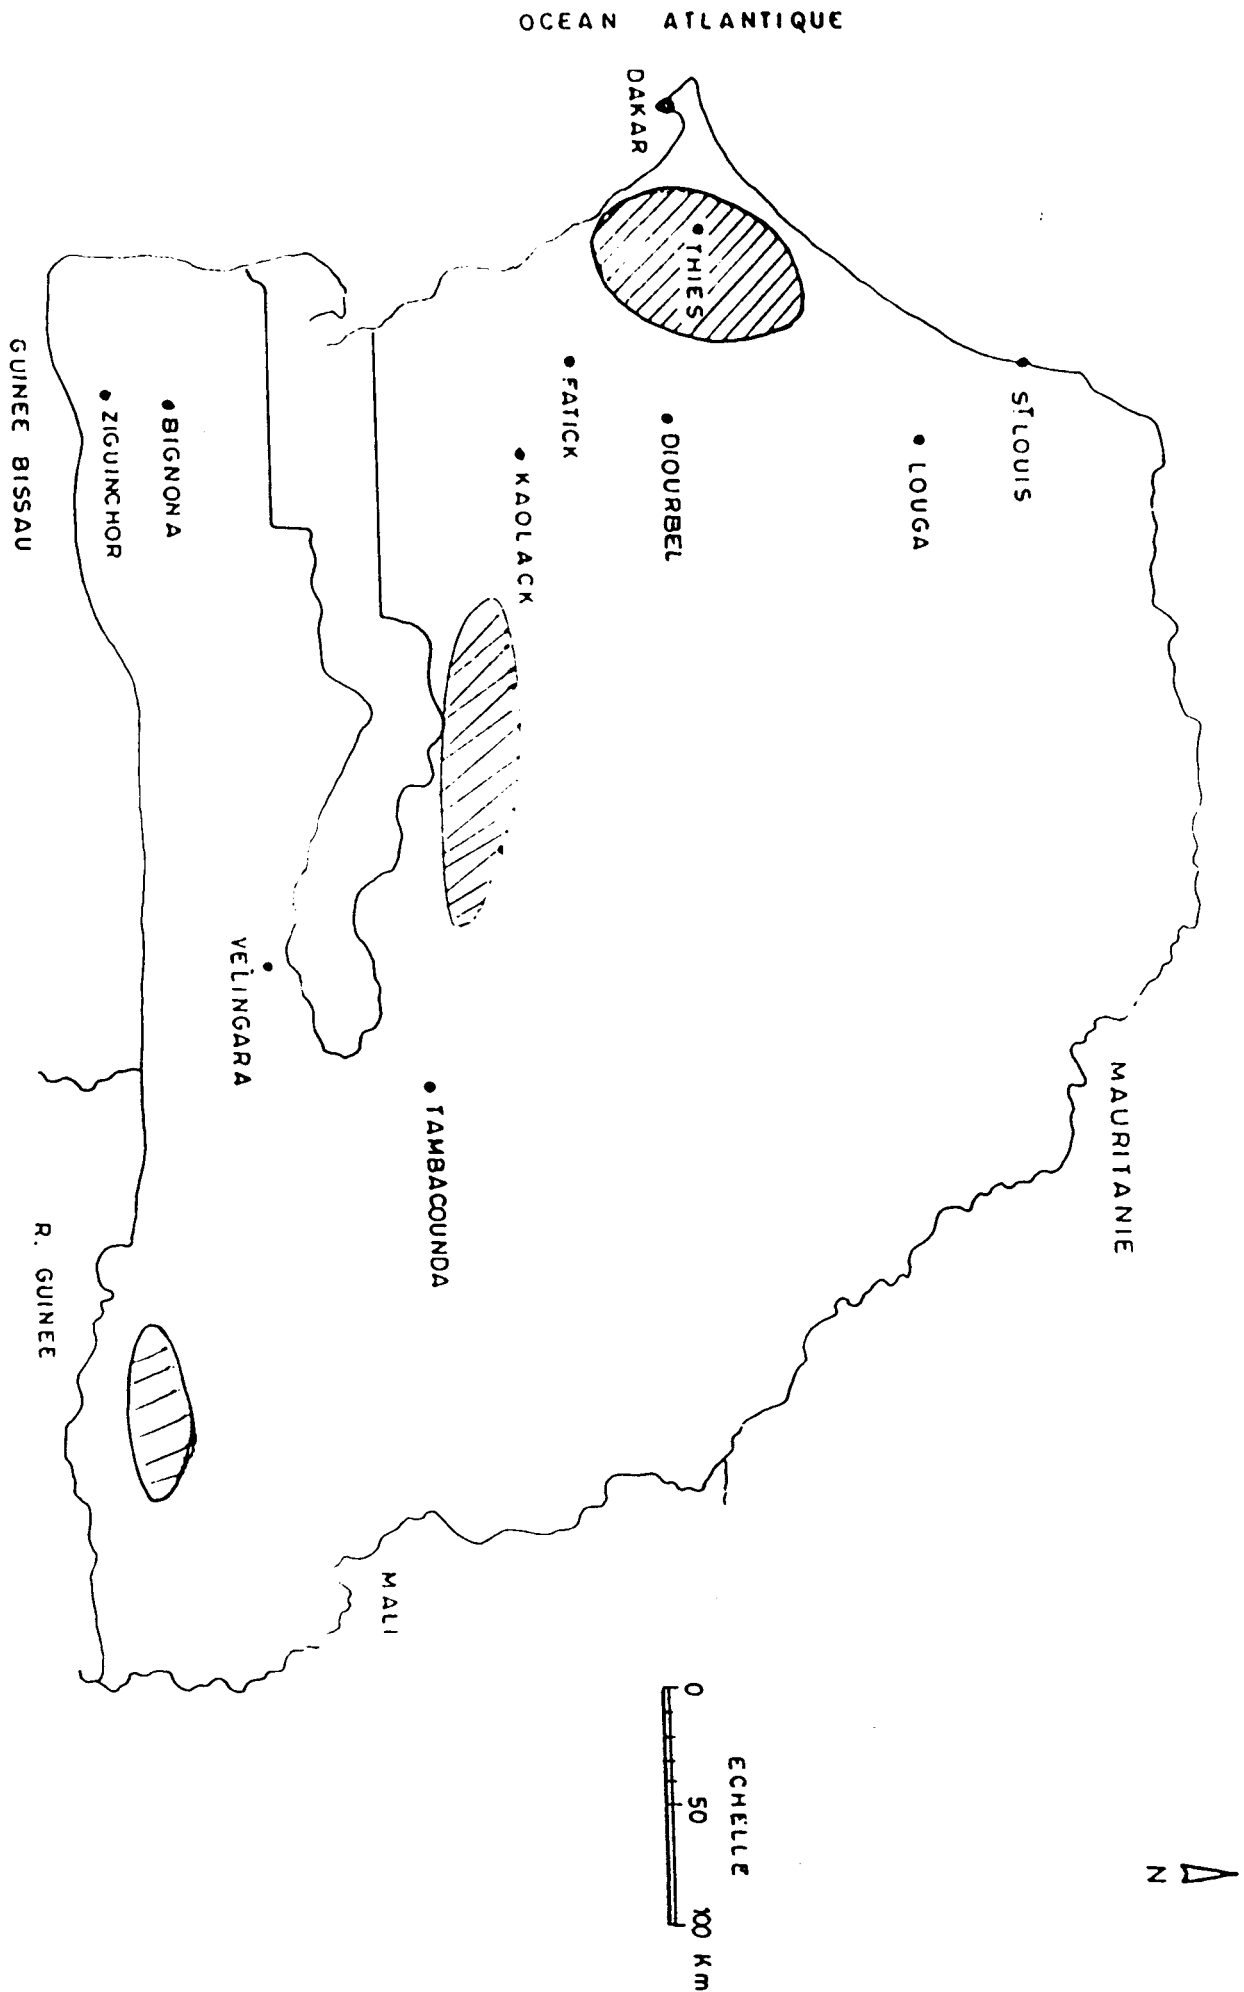 N
MAURITANIE
ST LOUIS
LOUGA
ECHELLE
0 50 100 Km
OCEAN ATLANTIQUE
DAKAR
THIES
DIOURBEL
FATICK
KAOLACK
TAMBACOUNDA
MALI
VELINGARA
BIGNONA
ZIGUINCHOR
R. GUINEE
GUINEE BISSAU